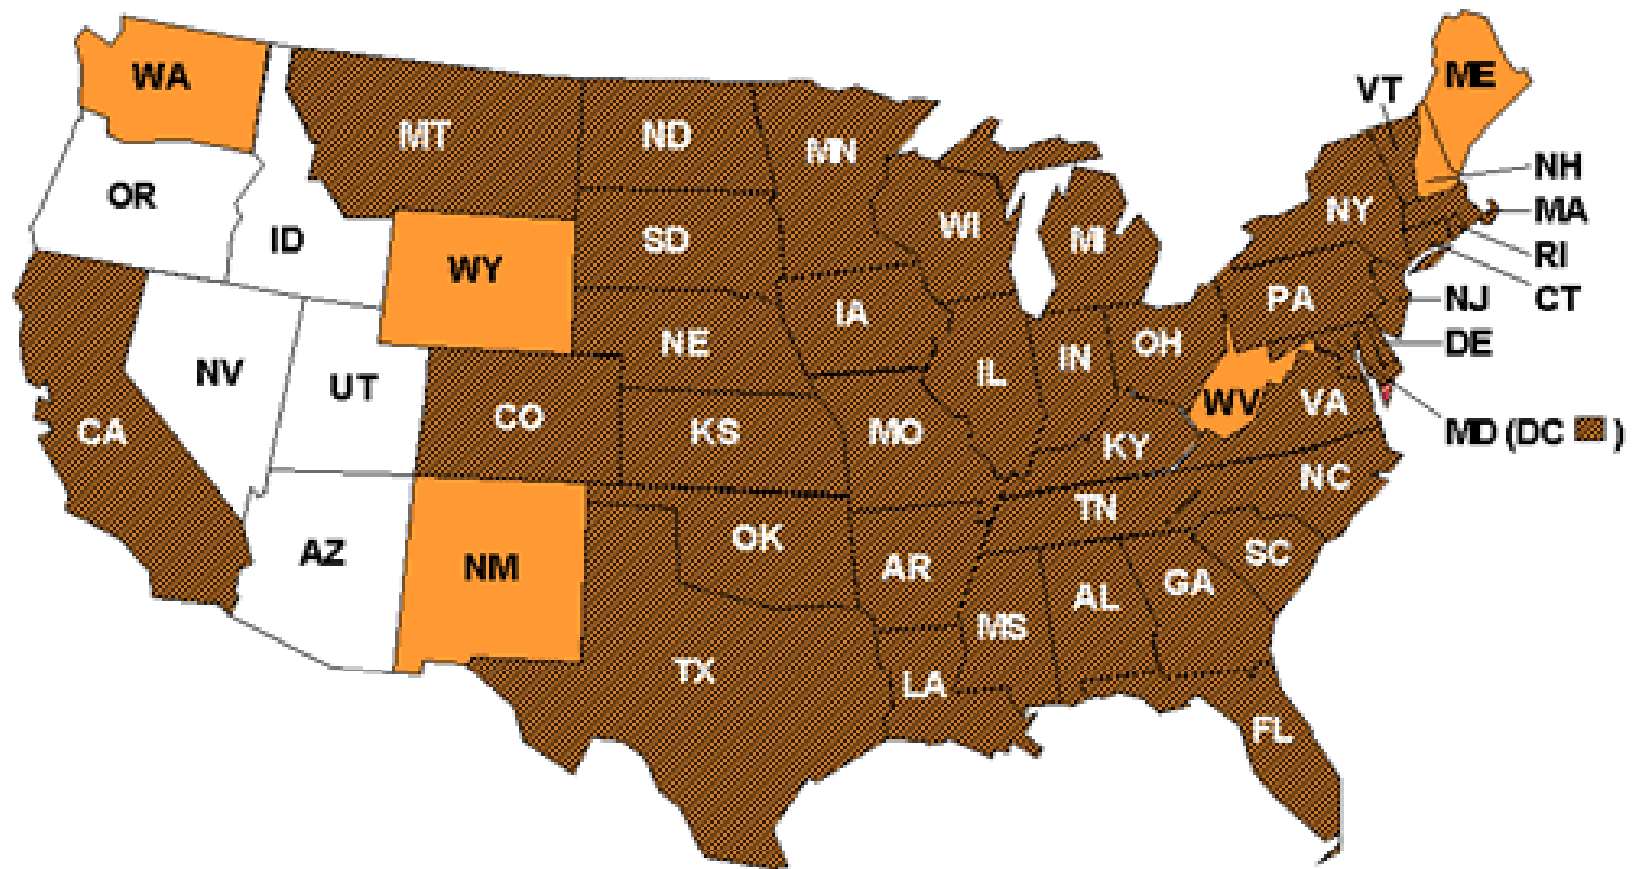 WA
ME
VT
MT
ND
MN
NH
OR
MA
NY
WI
ID
SD
MI
RI
WY
PA
NJ
CT
IA
NE
OH
DE
IN
NV
IL
UT
WV
VA
CO
KS
MO
CA
KY
MD (DC )
NC
TN
OK
AZ
SC
NM
AR
GA
AL
MS
TX
LA
FL